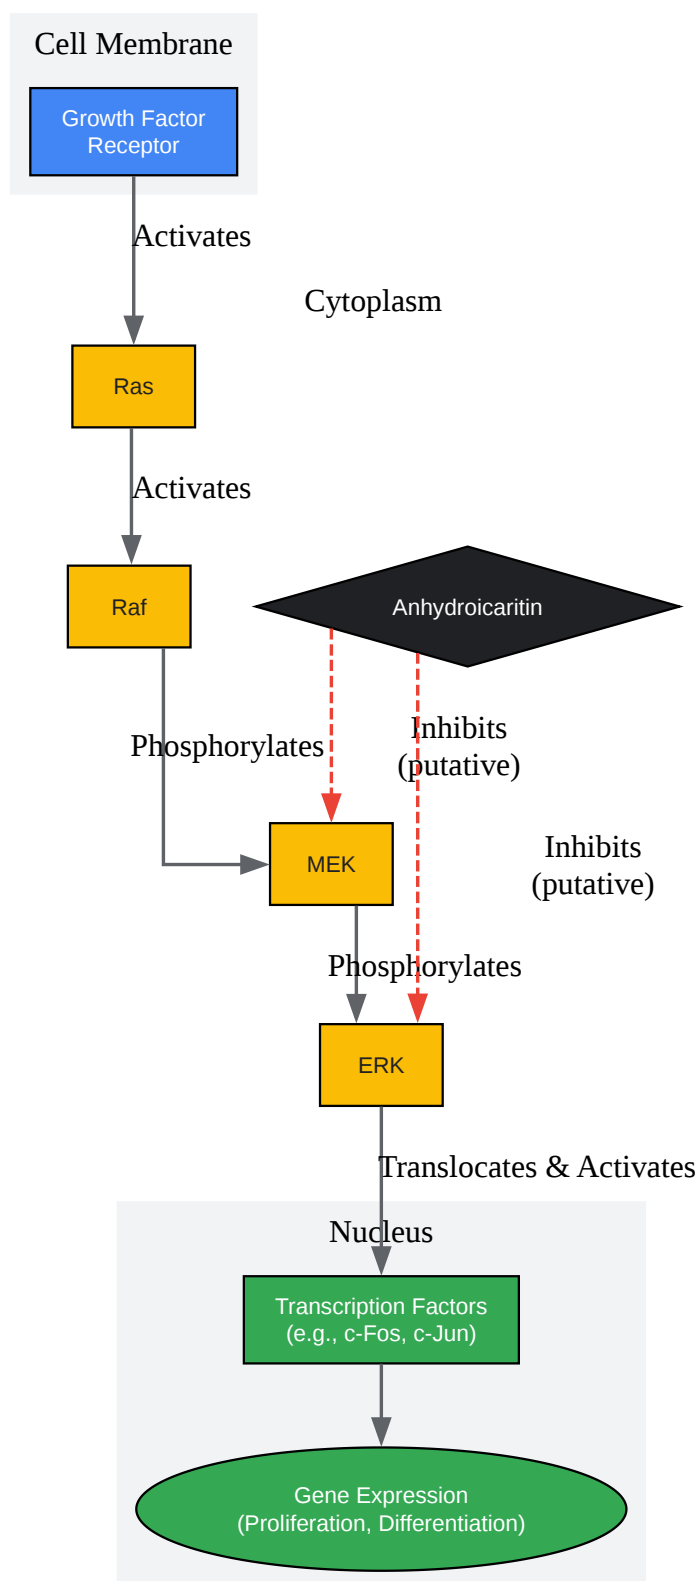 Cell Membrane
Growth Factor
Receptor
Activates
Cytoplasm
Ras
Activates
Raf
Anhydroicaritin
Phosphorylates
Inhibits
(putative)
MEK
Inhibits
(putative)
Phosphorylates
ERK
Translocates & Activates
Nucleus
Transcription Factors
(e.g., c-Fos, c-Jun)
Gene Expression
(Proliferation, Differentiation)